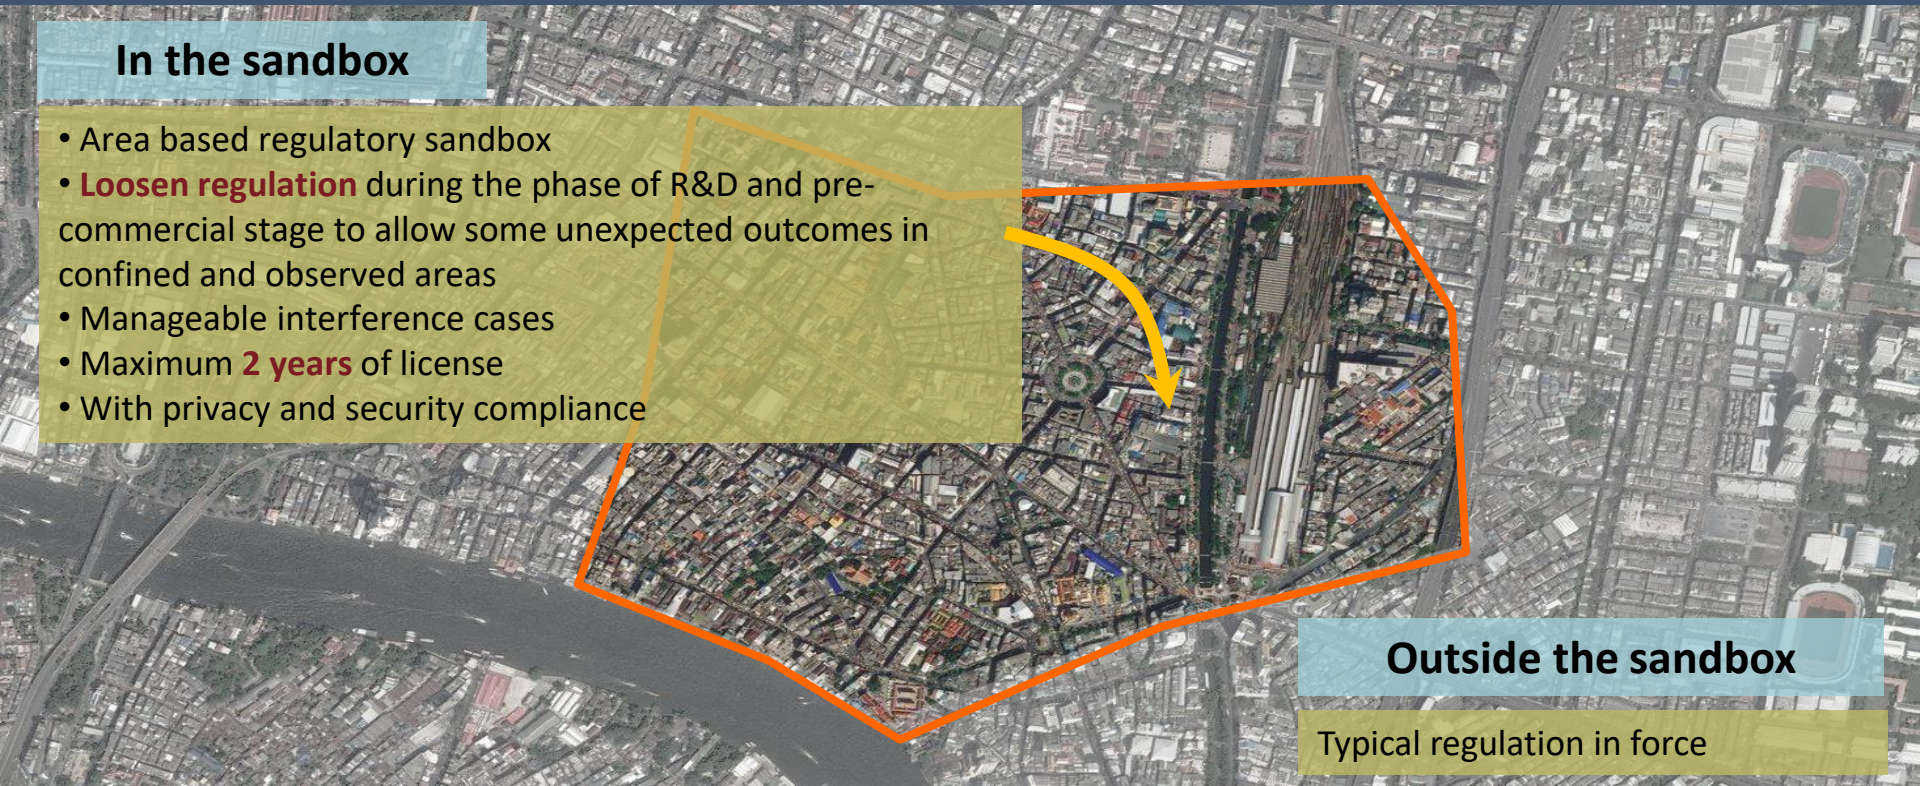 In the sandbox
• Area based regulatory sandbox
• Loosen regulation during the phase of R&D and pre-
commercial stage to allow some unexpected outcomes in
confined and observed areas
• Manageable interference cases
• Maximum 2 years of license
• With privacy and security compliance
Outside the sandbox
Typical regulation in force